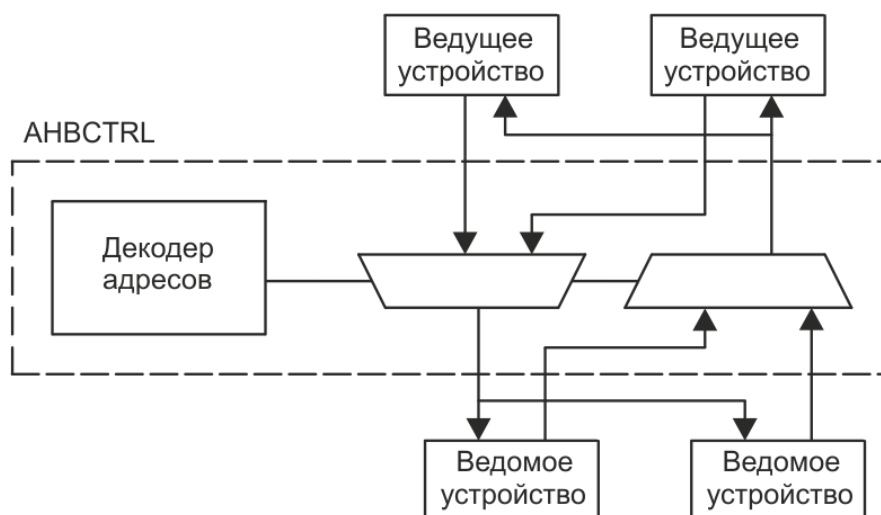 Ведущее
устройство
Ведущее
устройство
AHBCTRL
Декодер
адресов
Ведомое
устройство
Ведомое
устройство